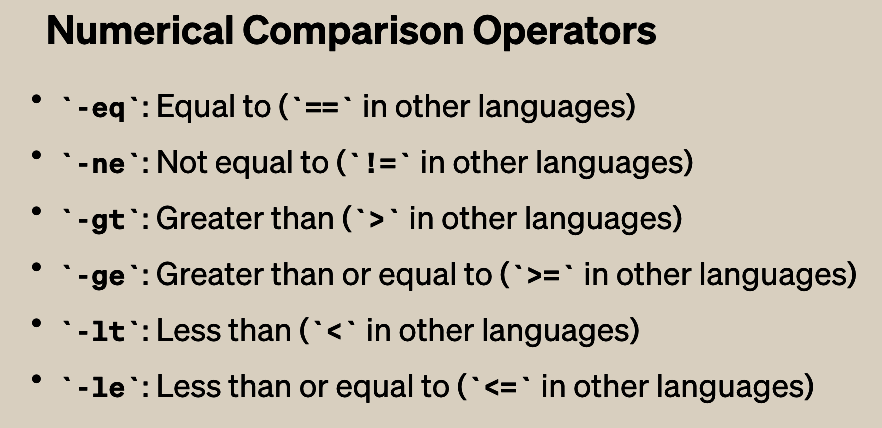 Numerical Comparison Operators
• `-eq`: Equal to (`==` in other languages)
• `-ne`: Not equal to (`!=` in other languages)
• `-gt`: Greater than (`>` in other languages)
• `-ge`: Greater than or equal to (`>=` in other languages)
• `-lt`: Less than (`<` in other languages)
• `-le`: Less than or equal to (`<=` in other languages)